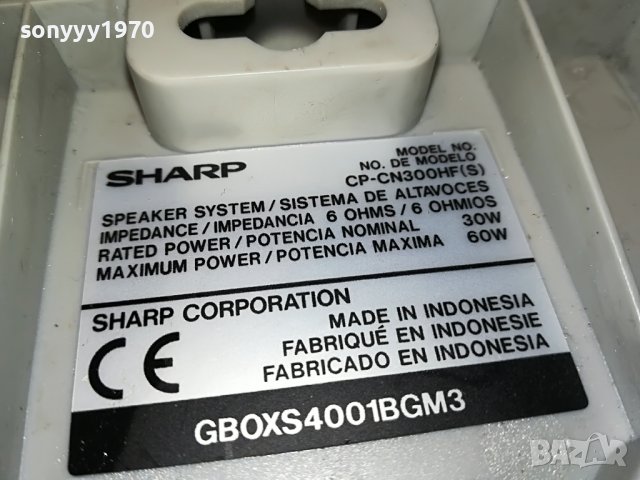 sonyyy1970
SHARP
MODEL NO.
NO. DE MODELO
CP-CN300HF(S)
SPEAKER SYSTEM / SISTEMA DE ALTAVOCES
IMPEDANCE / IMPEDANCIA 6 OHMS / 6 OHMIOS
RATED POWER / POTENCIA NOMINAL 30W
MAXIMUM POWER / POTENCIA MAXIMA 60W
SHARP CORPORATION
MADE IN INDONESIA
FABRIQUÉ EN INDONESIE
FABRICADO EN INDONESIA
CE
GBOXS4001BGM3
BAZAR